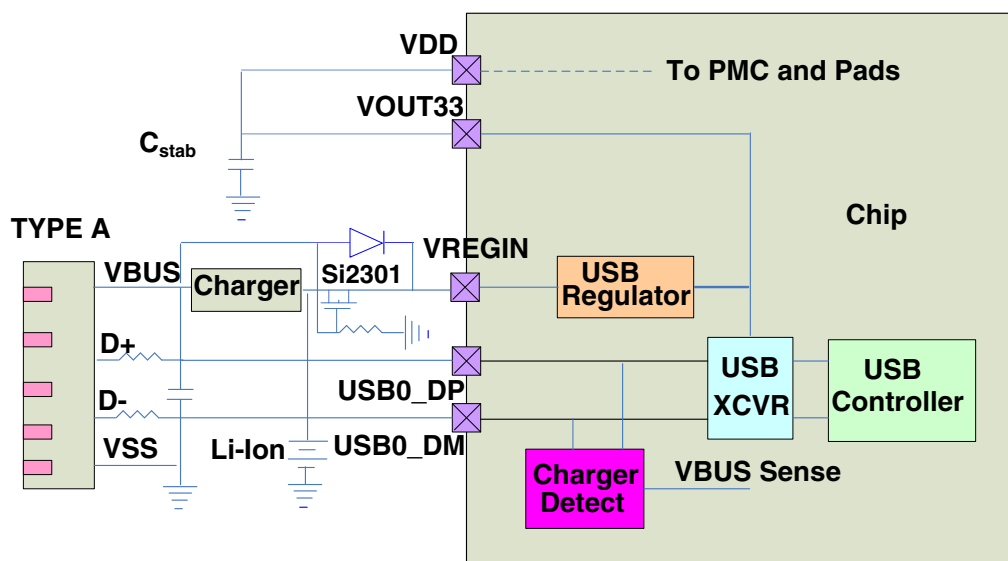 VDD
To PMC and Pads
VOUT33
C_stab
Chip
TYPE A
VREGIN
VBUS
Charger
Si2301
USB
Regulator
D+
USB0_DP
USB
XCVR
USB
Controller
D-
VSS
Li-Ion
USB0_DM
Charger
Detect
VBUS Sense